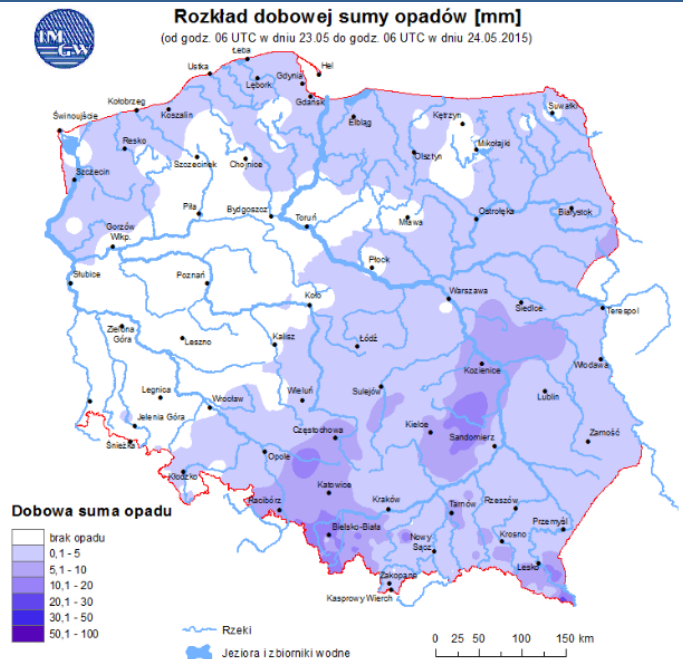 IM
GW
Rozkład dobowej sumy opadów [mm]
(od godz. 06 UTC w dniu 23.05 do godz. 06 UTC w dniu 24.05.2015)
Łeba
Hel
Ustka
Gdynia
Lębork
Gdańsk
Kołobrzeg
Koszalin
Suwałki
Świnoujście
Elbląg
Kętrzyn
Resko
Mikołajki
Szczecinek
Chojnice
Olsztyn
Szczecin
Piła
Bydgoszcz
Toruń
Mława
Ostrołęka
Białystok
Gorzów
Wlkp.
Płock
Słubice
Poznań
Koło
Warszawa
Siedlce
Terespol
Zielona
Góra
Leszno
Kalisz
Łódź
Kozienice
Włodawa
Legnica
Wrocław
Wieluń
Sulejów
Lublin
Jelenia Góra
Częstochowa
Kielce
Sandomierz
Zamość
Śnieżka
Opole
Kłodzko
Katowice
Racibórz
Kraków
Tarnów
Rzeszów
Przemyśl
Bielsko-Biała
Nowy
Sącz
Krosno
Lesko
Zakopane
Kasprowy Wierch
Dobowa suma opadu
brak opadu
0,1 - 5
5,1 - 10
10,1 - 20
20,1 - 30
30,1 - 50
50,1 - 100
Rzeki
Jeziora i zbiorniki wodne
0 25 50 100 150 km